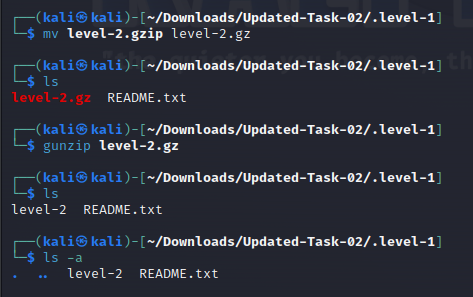 ┌──(kali㉿kali)-[~/Downloads/Updated-Task-02/.level-1]
└─$ mv level-2.gzip level-2.gz
┌──(kali㉿kali)-[~/Downloads/Updated-Task-02/.level-1]
└─$ ls
level-2.gz  README.txt
┌──(kali㉿kali)-[~/Downloads/Updated-Task-02/.level-1]
└─$ gunzip level-2.gz
┌──(kali㉿kali)-[~/Downloads/Updated-Task-02/.level-1]
└─$ ls
level-2  README.txt
┌──(kali㉿kali)-[~/Downloads/Updated-Task-02/.level-1]
└─$ ls -a
.  ..  level-2  README.txt